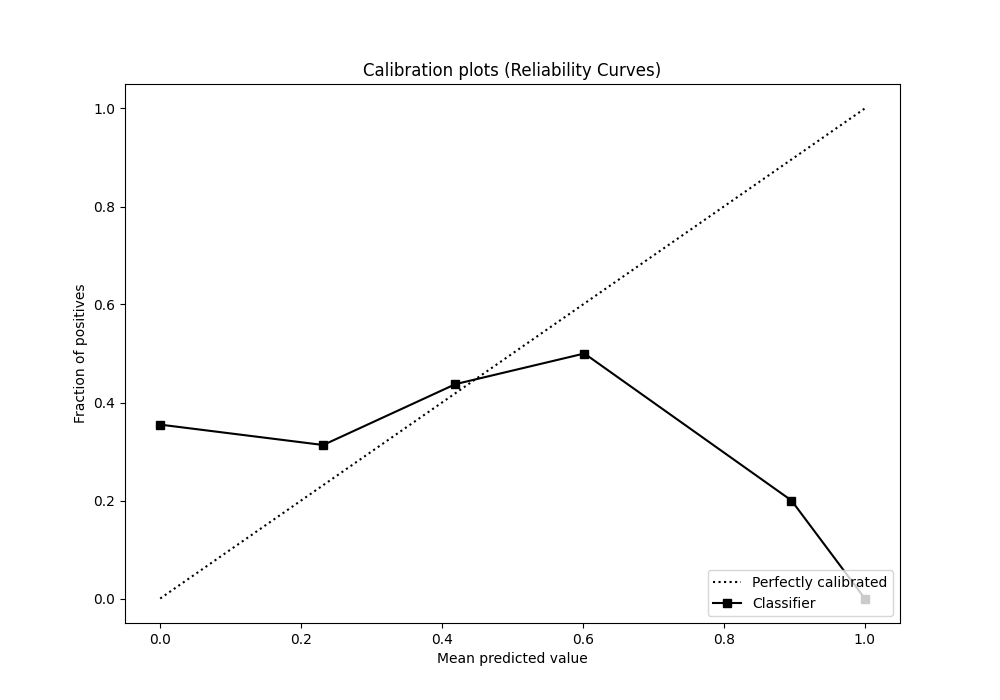 Calibration plots (Reliability Curves)
1.0
0.8
0.6
0.4
0.2
0.0
Fraction of positives
0.0 0.2 0.4 0.6 0.8 1.0
Mean predicted value
Perfectly calibrated
Classifier